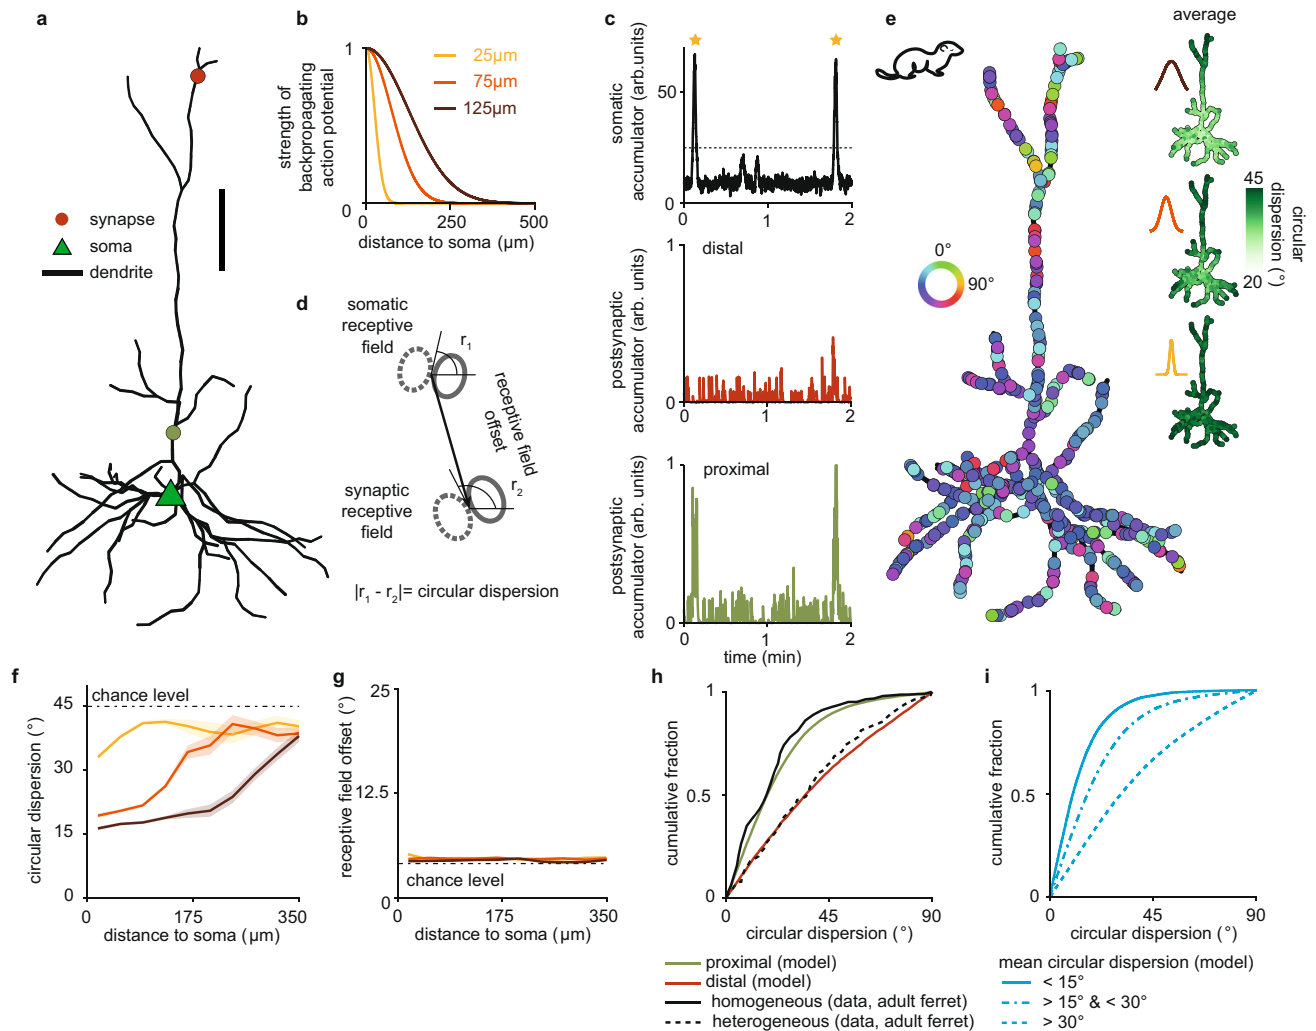 a
synapse
soma
dendrite
b
strength of
backpropagating
action potential
1
0
25µm
75µm
125µm
0
250
500
distance to soma (µm)
c
somatic
accumulator (arb.units)
50
0
0
1
2
distal
postsynaptic
accumulator (arb. units)
1
0
0
1
2
proximal
postsynaptic
accumulator (arb. units)
1
0
0
1
2
time (min)
d
somatic
receptive
field
r1
receptive field
offset
synaptic
receptive
field
r2
|r1 - r2|= circular dispersion
e
0°
90°
average
45
20
circular
dispersion (°)
f
chance level
circular dispersion (°)
45
30
15
0
0
175
350
distance to soma (µm)
g
receptive field offset (°)
25
12.5
0
chance level
0
175
350
distance to soma (µm)
h
cumulative fraction
1
0.5
0
0
45
90
circular dispersion (°)
proximal (model)
distal (model)
homogeneous (data, adult ferret)
heterogeneous (data, adult ferret)
i
cumulative fraction
1
0.5
0
0
45
90
circular dispersion (°)
mean circular dispersion (model)
< 15°
> 15° & < 30°
> 30°